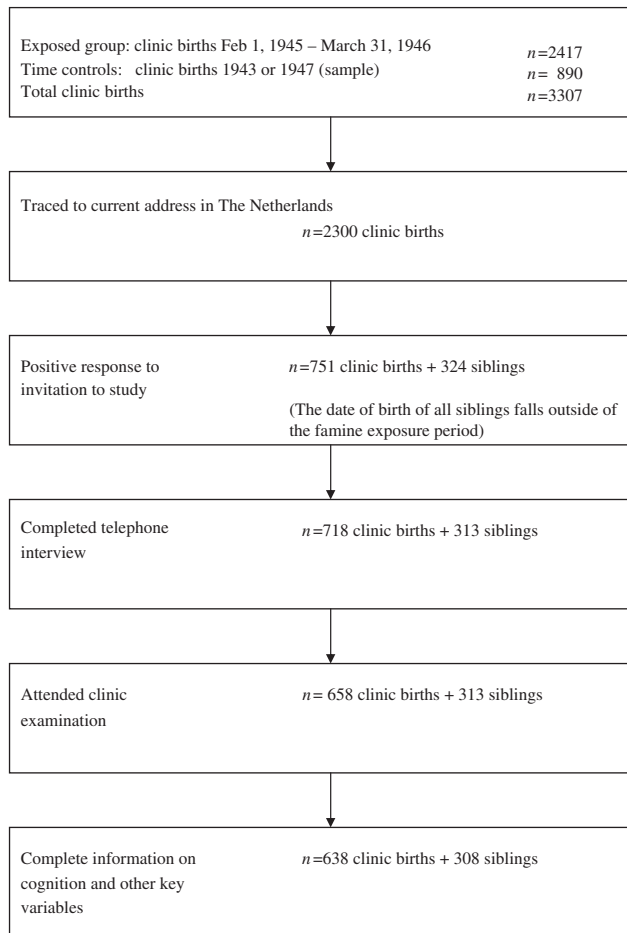 Exposed group: clinic births Feb 1, 1945 – March 31, 1946 n=2417
Time controls: clinic births 1943 or 1947 (sample) n= 890
Total clinic births n=3307
Traced to current address in The Netherlands
n=2300 clinic births
Positive response to n=751 clinic births + 324 siblings
invitation to study
(The date of birth of all siblings falls outside of
the famine exposure period)
Completed telephone n=718 clinic births + 313 siblings
interview
Attended clinic n= 658 clinic births + 313 siblings
examination
Complete information on n=638 clinic births + 308 siblings
cognition and other key
variables